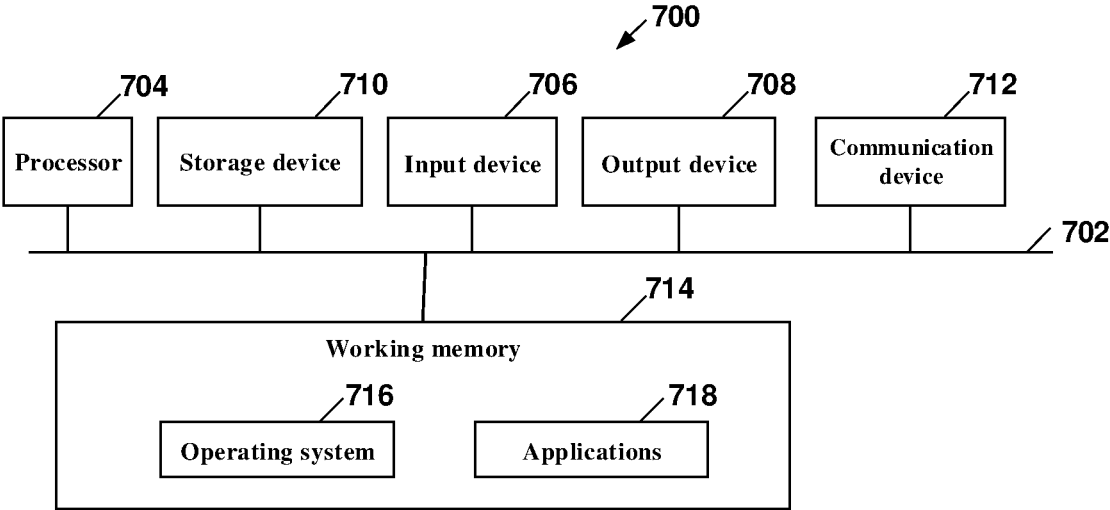 700
704
710
706
708
712
Processor
Storage device
Input device
Output device
Communication
device
702
714
Working memory
716
718
Operating system
Applications